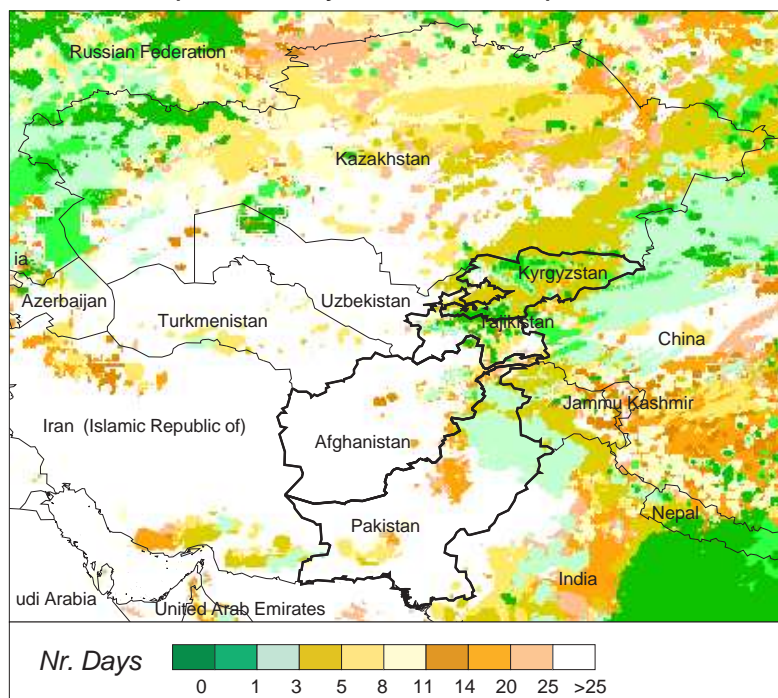 Russian Federation
Kazakhstan
ia
Kyrgyzstan
Azerbaijan
Uzbekistan
Turkmenistan
Tajikistan
China
Jammu Kashmir
Iran (Islamic Republic of)
Afghanistan
Pakistan
Nepal
India
udi Arabia
United Arab Emirates
Nr. Days
0 1 3 5 8 11 14 20 25 >25